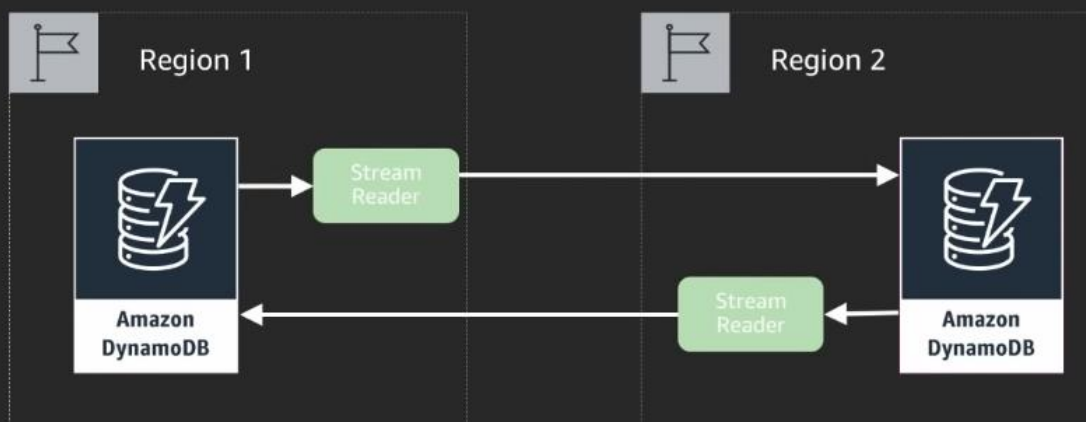 Region 1
Region 2
Stream
Reader
Amazon
DynamoDB
Stream
Reader
Amazon
DynamoDB